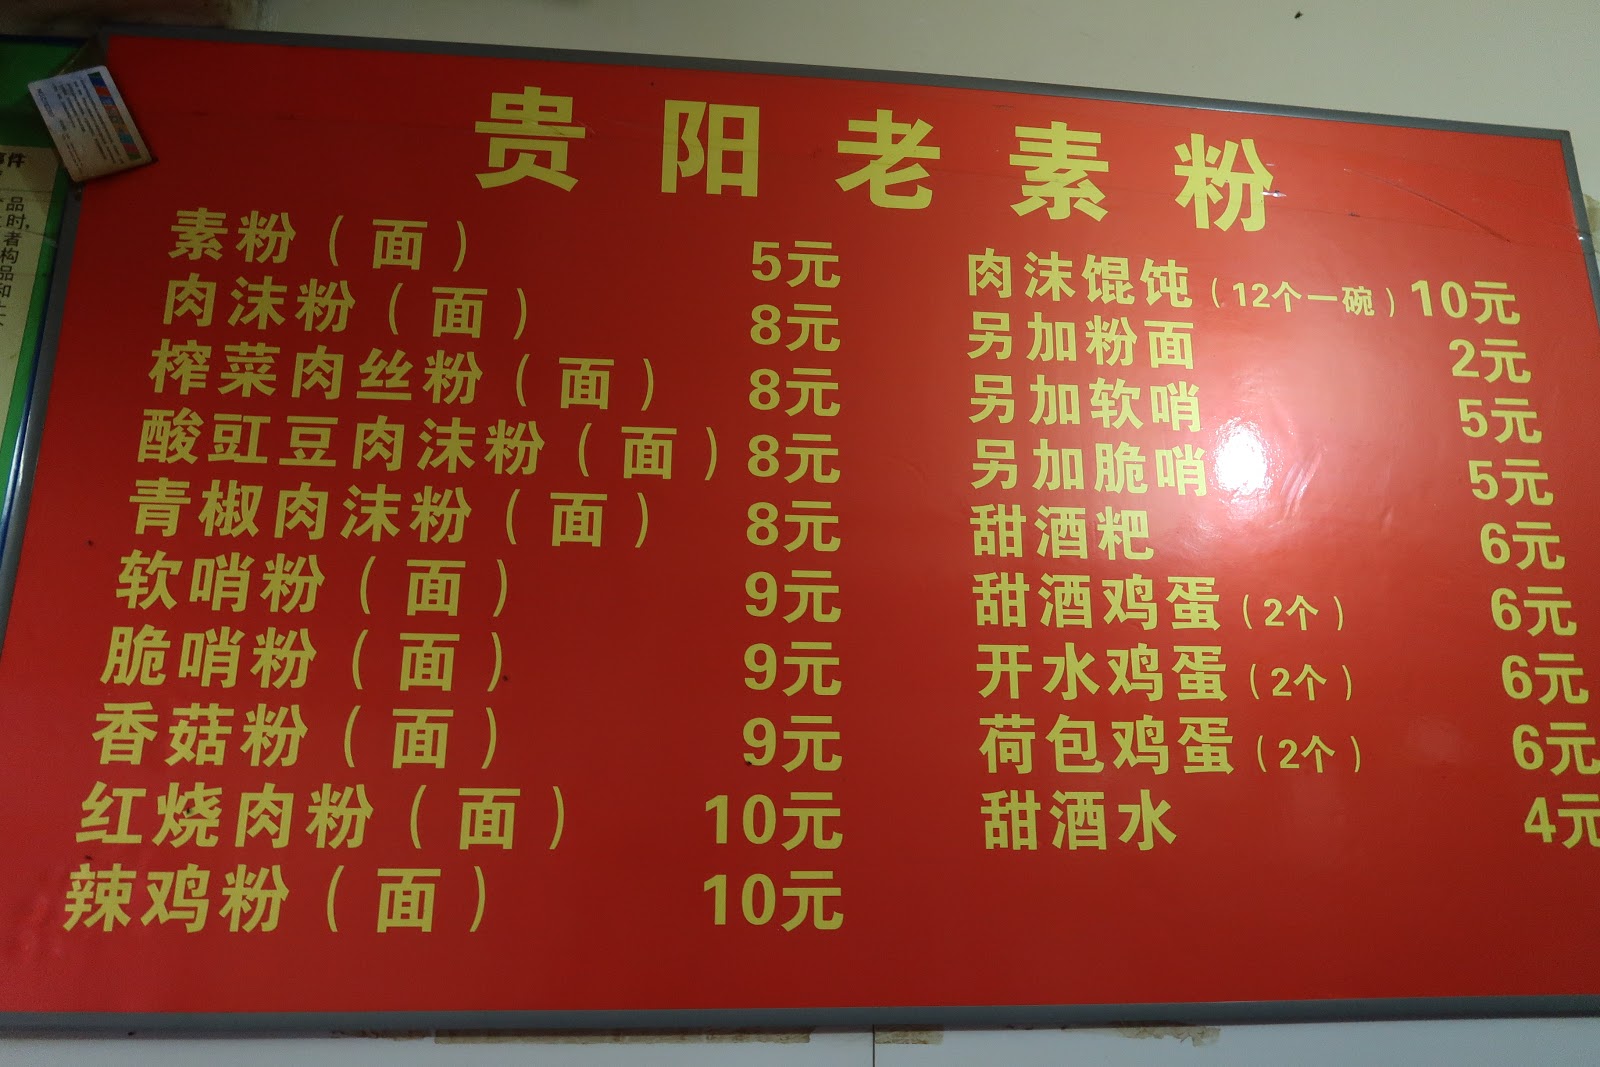 贵阳老素粉
素粉（面） 5元
肉沫粉（面） 8元
榨菜肉丝粉（面） 8元
酸豇豆肉沫粉（面） 8元
青椒肉沫粉（面） 8元
软哨粉（面） 9元
脆哨粉（面） 9元
香菇粉（面） 9元
红烧肉粉（面） 10元
辣鸡粉（面） 10元
肉沫馄饨（12个一碗） 10元
另加粉面 2元
另加软哨 5元
另加脆哨 5元
甜酒粑 6元
甜酒鸡蛋（2个） 6元
开水鸡蛋（2个） 6元
荷包鸡蛋（2个） 6元
甜酒水 4元
件
品
时,
者
构
品
和